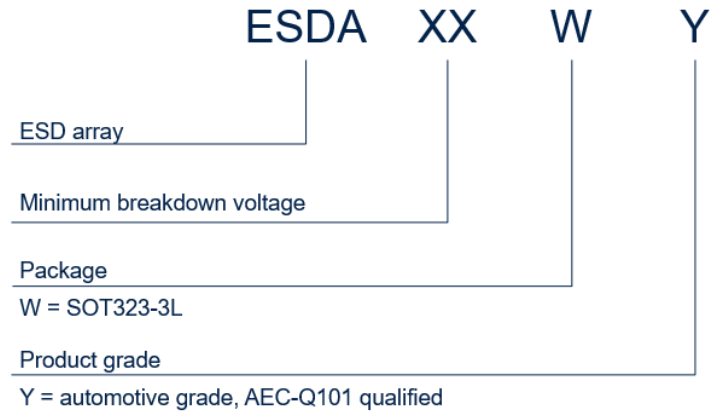 ESDA XX W Y
ESD array
Minimum breakdown voltage
Package
W = SOT323-3L
Product grade
Y = automotive grade, AEC-Q101 qualified